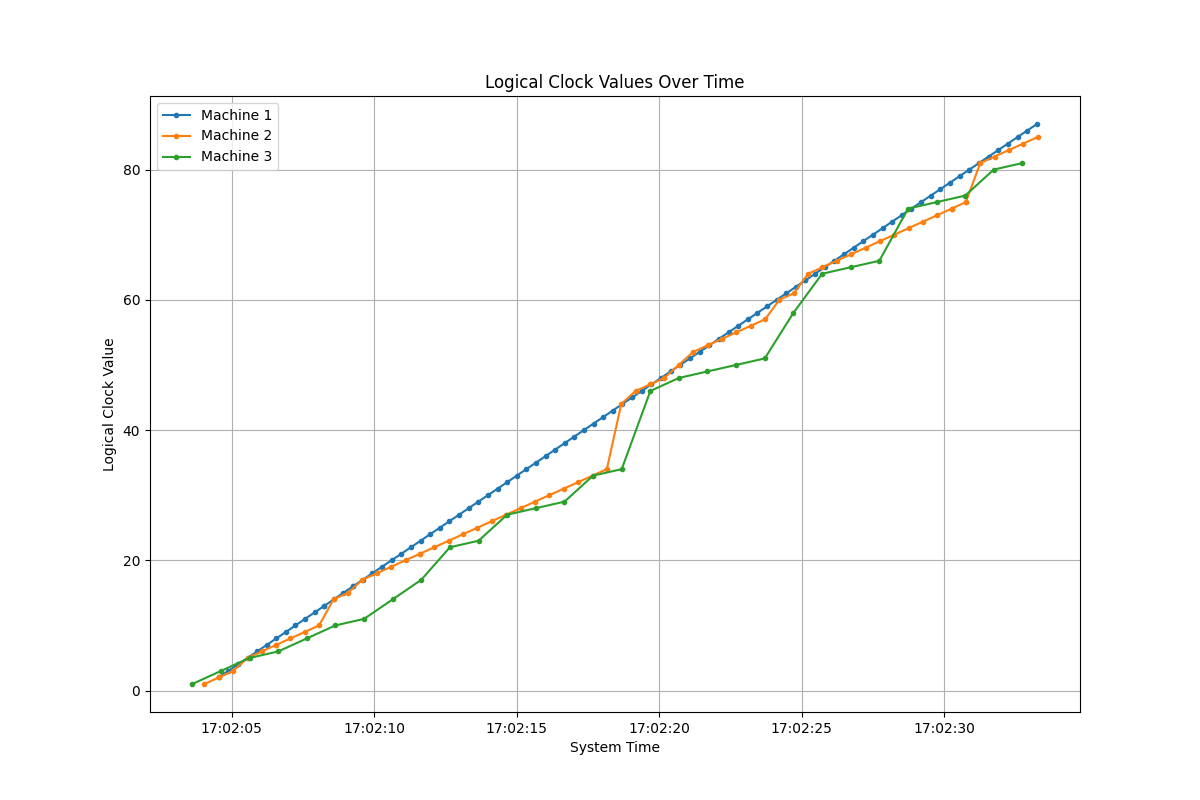 Logical Clock Values Over Time
Machine 1
Machine 2
Machine 3
80
60
40
20
0
Logical Clock Value
17:02:05 17:02:10 17:02:15 17:02:20 17:02:25 17:02:30
System Time